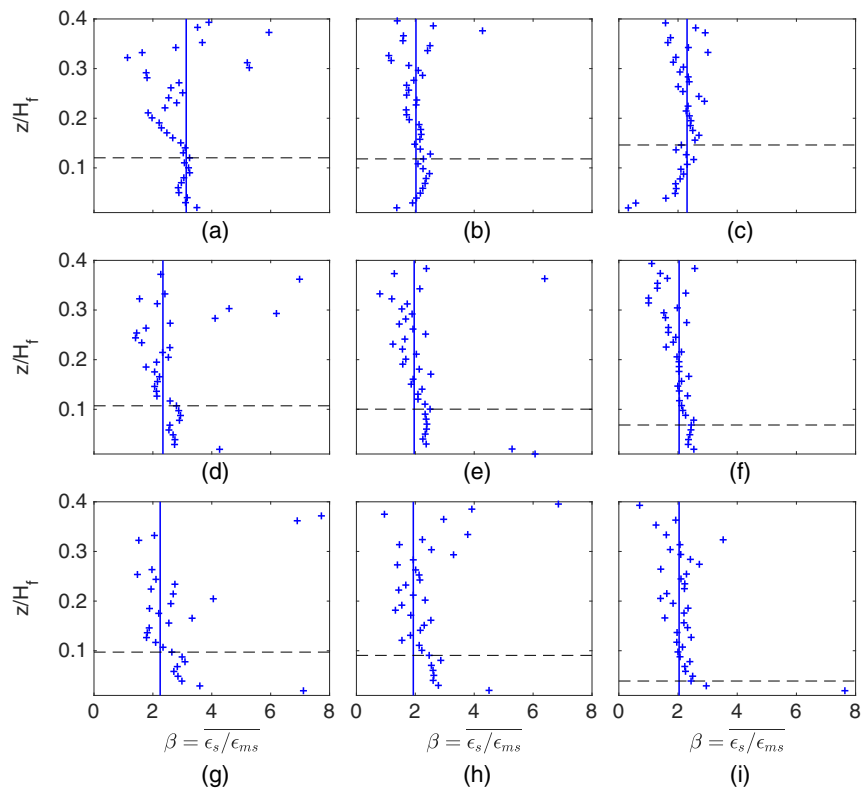 0.4
0.3
0.2
0.1
z/H_f
(a)
(b)
(c)
0.4
0.3
0.2
0.1
z/H_f
(d)
(e)
(f)
0.4
0.3
0.2
0.1
0
z/H_f
0 2 4 6 8
0 2 4 6 8
0 2 4 6 8
β = \overline{ϵ_s/ϵ_{ms}}
β = \overline{ϵ_s/ϵ_{ms}}
β = \overline{ϵ_s/ϵ_{ms}}
(g)
(h)
(i)